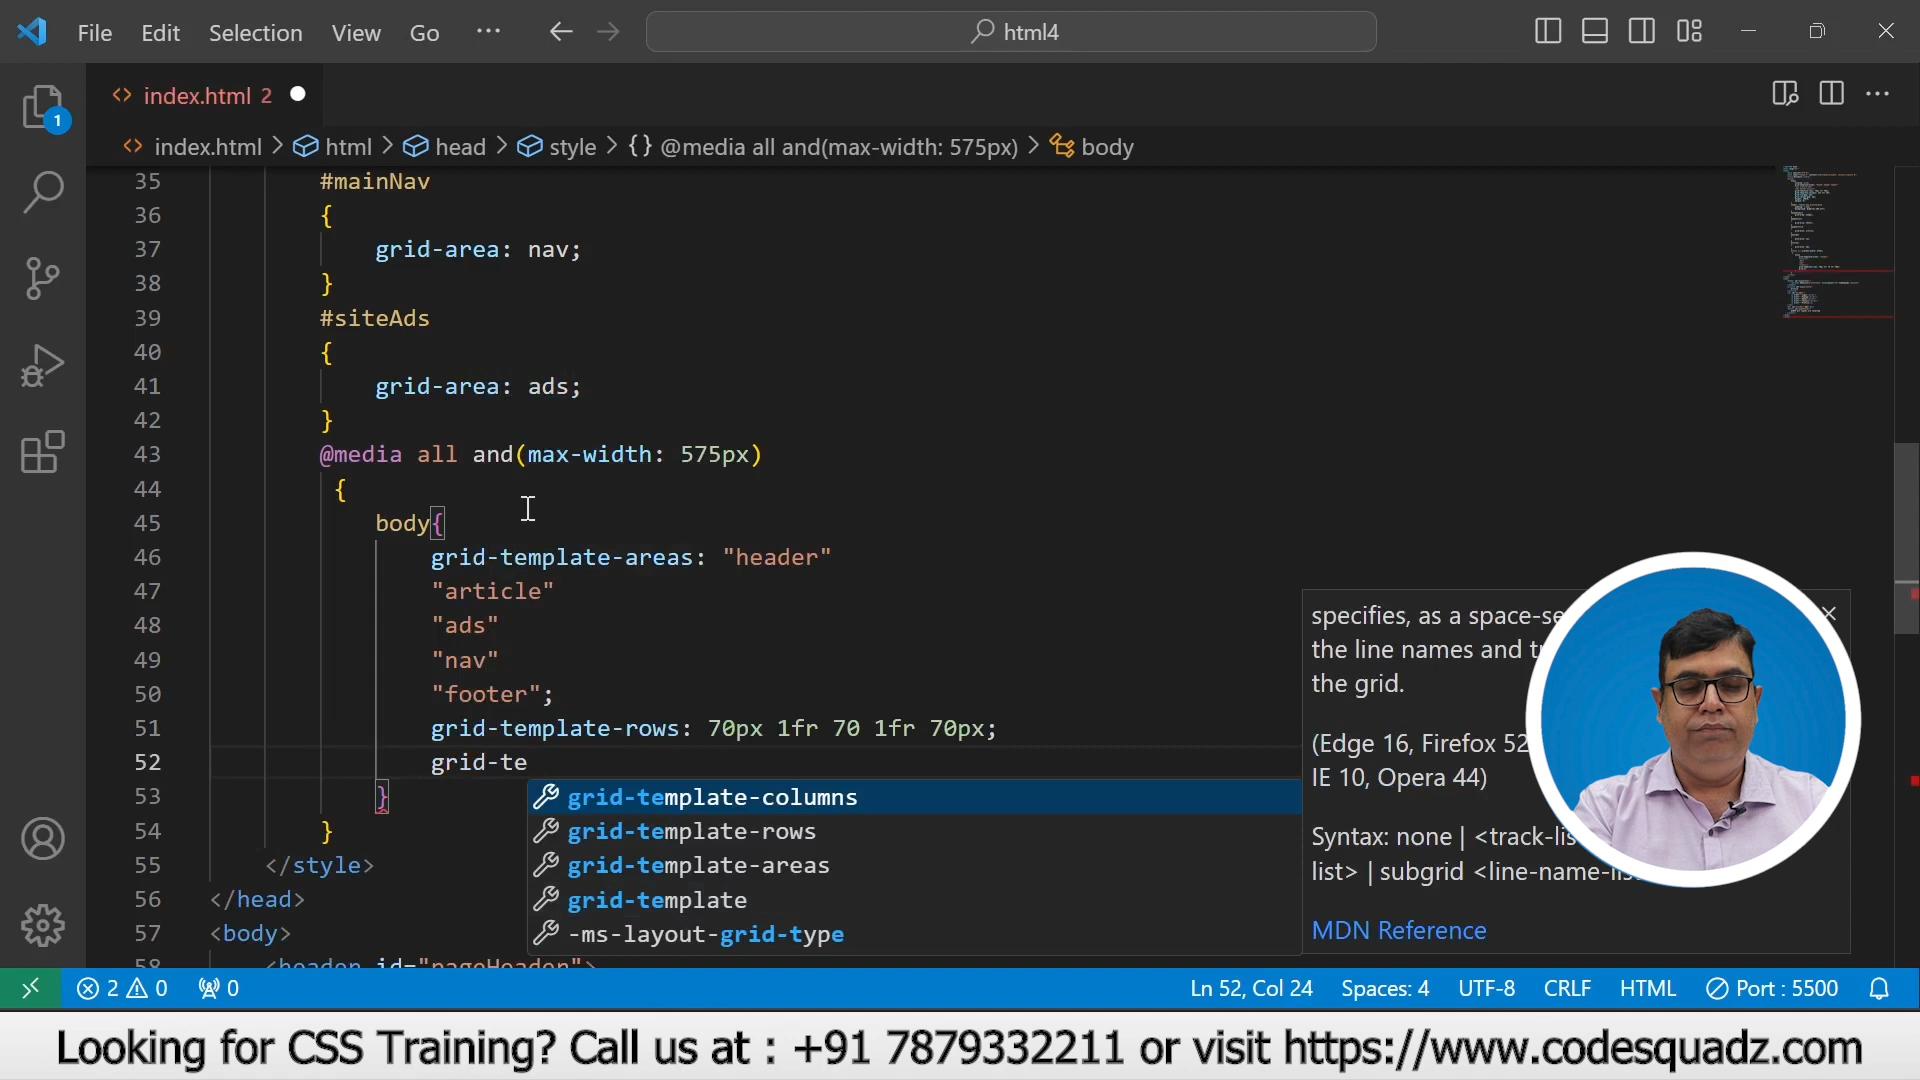 File Edit Selection View Go ··· html4
index.html 2
index.html > html > head > style > {} @media all and(max-width: 575px) > body
35 #mainNav
36 {
37 grid-area: nav;
38 }
39 #siteAds
40 {
41 grid-area: ads;
42 }
43 @media all and(max-width: 575px)
44 {
45 body{
46 grid-template-areas: "header"
47 "article"
48 "ads"
49 "nav"
50 "footer";
51 grid-template-rows: 70px 1fr 70 1fr 70px;
52 grid-te
53 }
54 }
55 </style>
56 </head>
57 <body>
58 <header id="pageHeader">
grid-template-columns
grid-template-rows
grid-template-areas
grid-template
-ms-layout-grid-type
specifies, as a space-se
the line names and
the grid.
(Edge 16, Firefox 52
IE 10, Opera 44)
Syntax: none | <track-lis
list> | subgrid <line-name-
MDN Reference
1
2 0 0 Ln 52, Col 24 Spaces: 4 UTF-8 CRLF HTML Port : 5500
Looking for CSS Training? Call us at : +91 7879332211 or visit https://www.codesquadz.com